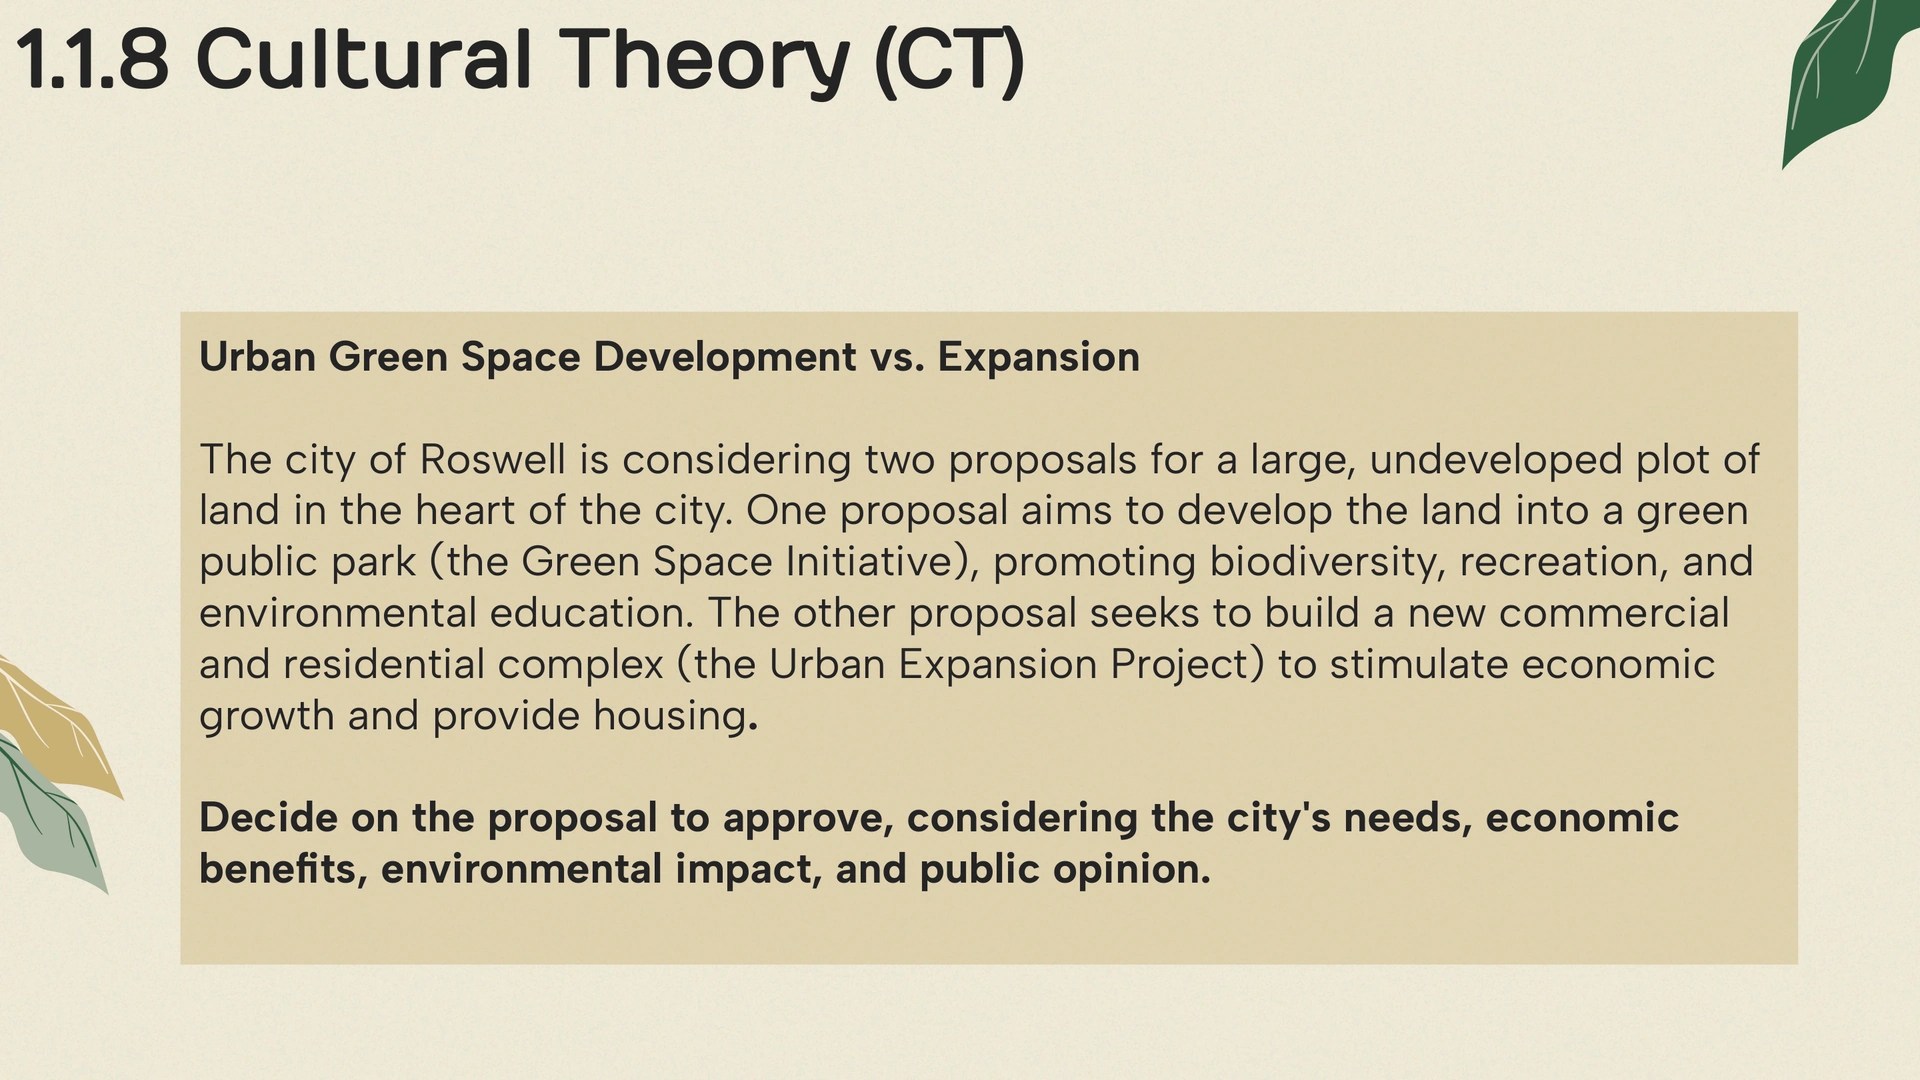 1.1.8 Cultural Theory (CT)
Urban Green Space Development vs. Expansion
The city of Roswell is considering two proposals for a large, undeveloped plot of
land in the heart of the city. One proposal aims to develop the land into a green
public park (the Green Space Initiative), promoting biodiversity, recreation, and
environmental education. The other proposal seeks to build a new commercial
and residential complex (the Urban Expansion Project) to stimulate economic
growth and provide housing.
Decide on the proposal to approve, considering the city's needs, economic
benefits, environmental impact, and public opinion.